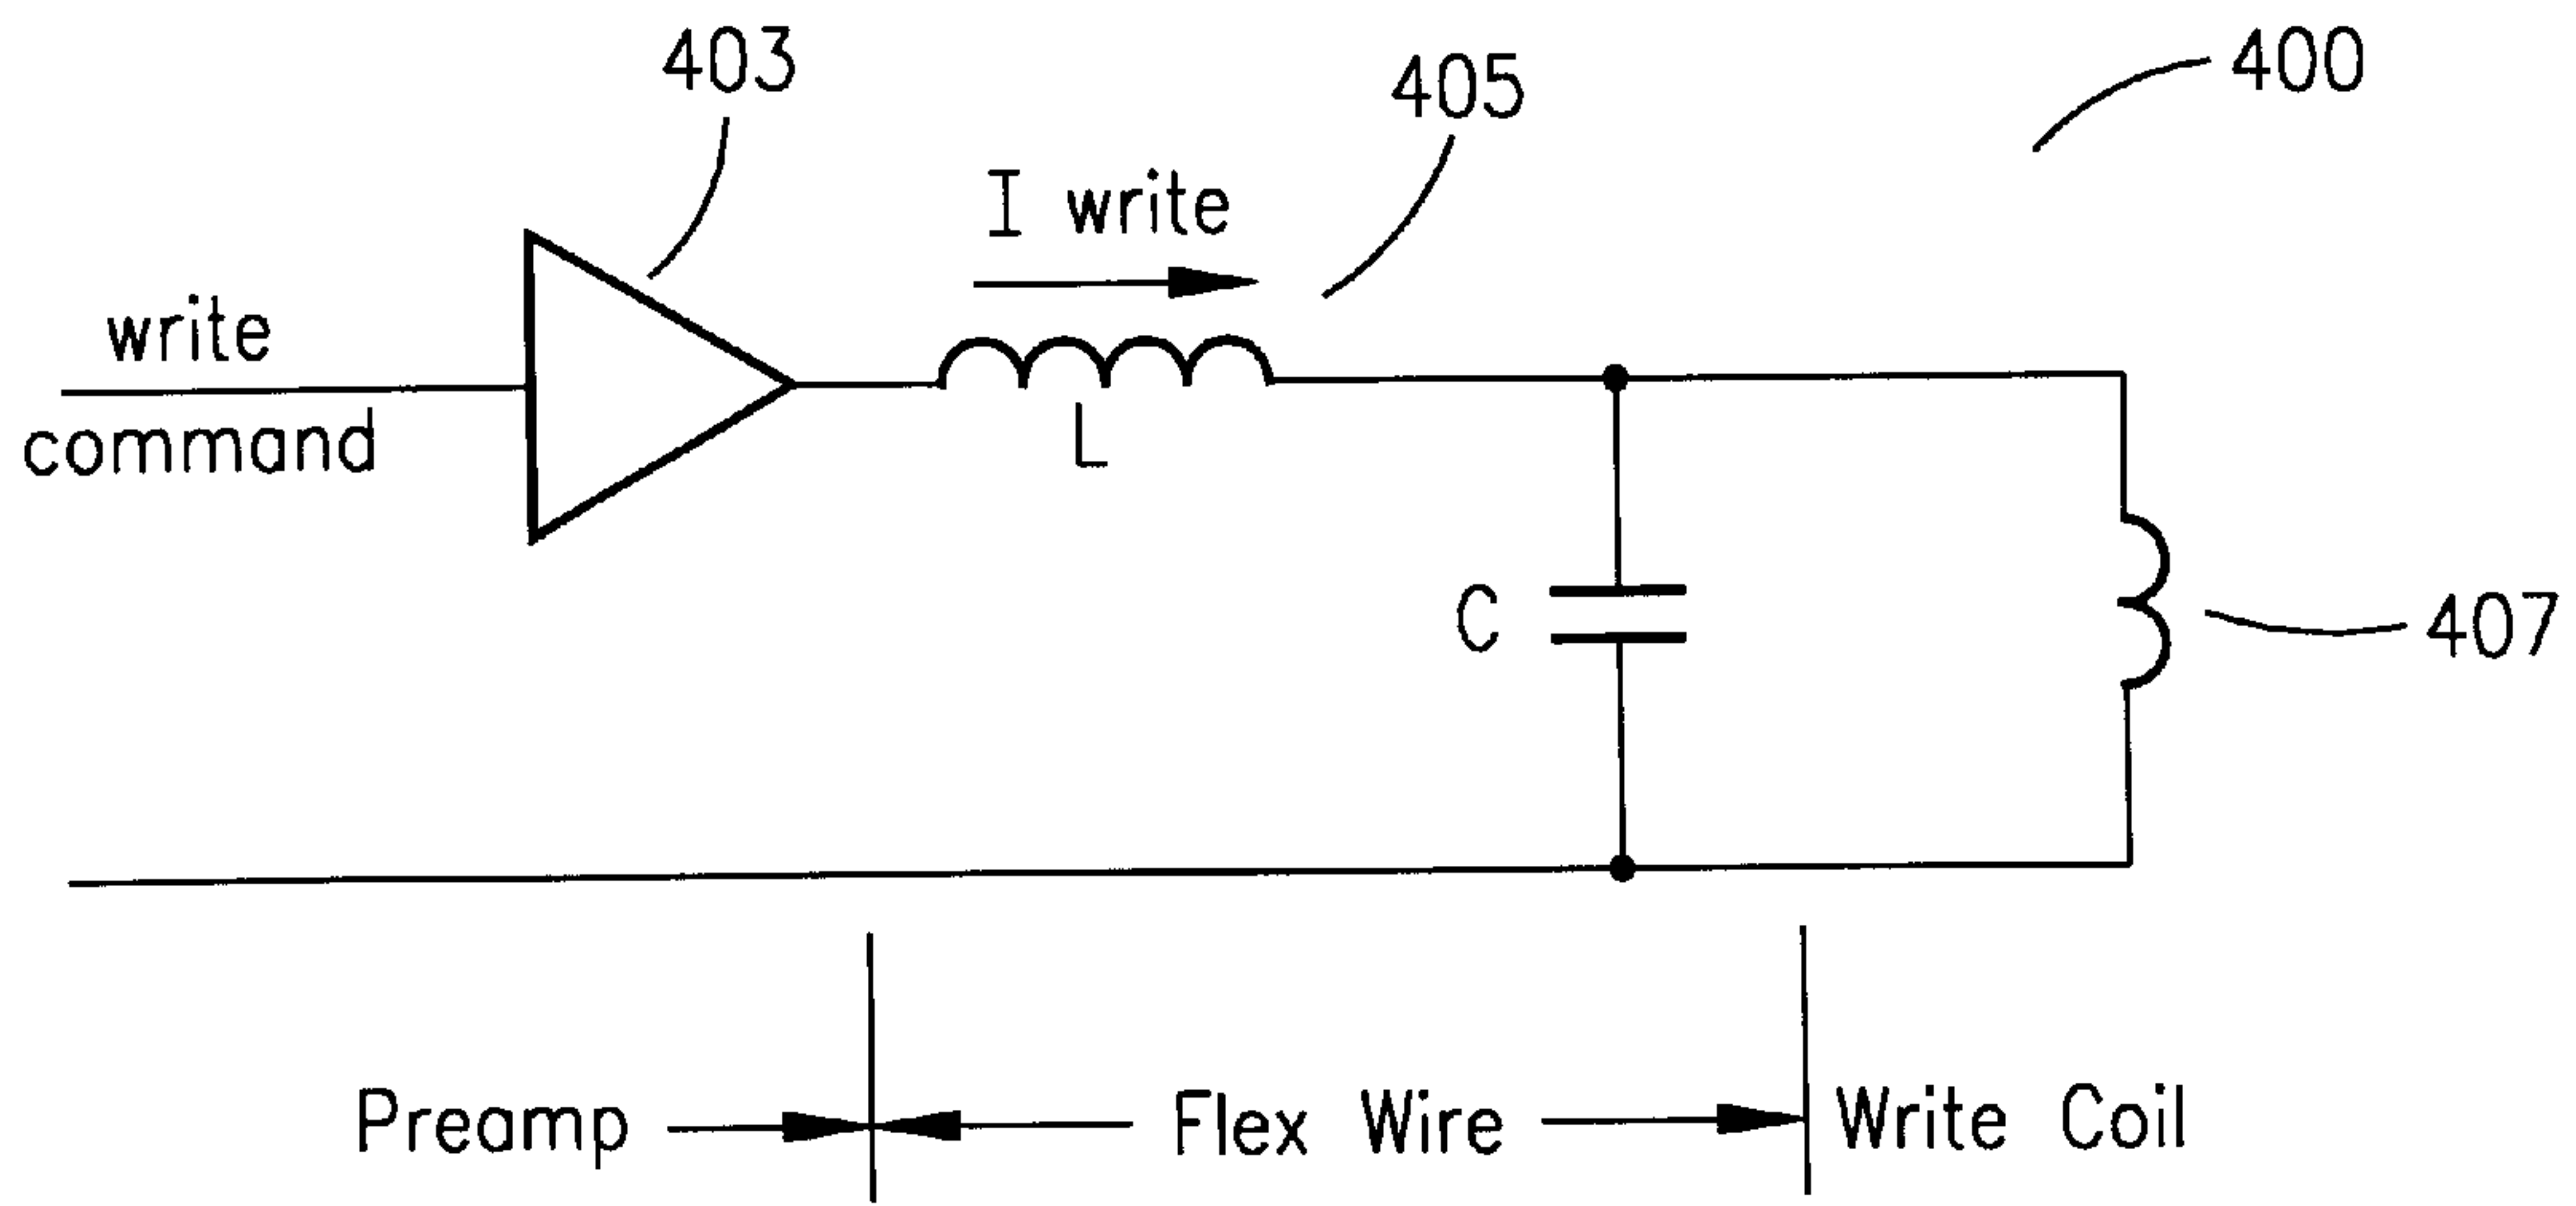 403
405
400
I write
write
command
L
C
407
Preamp
Flex Wire
Write Coil